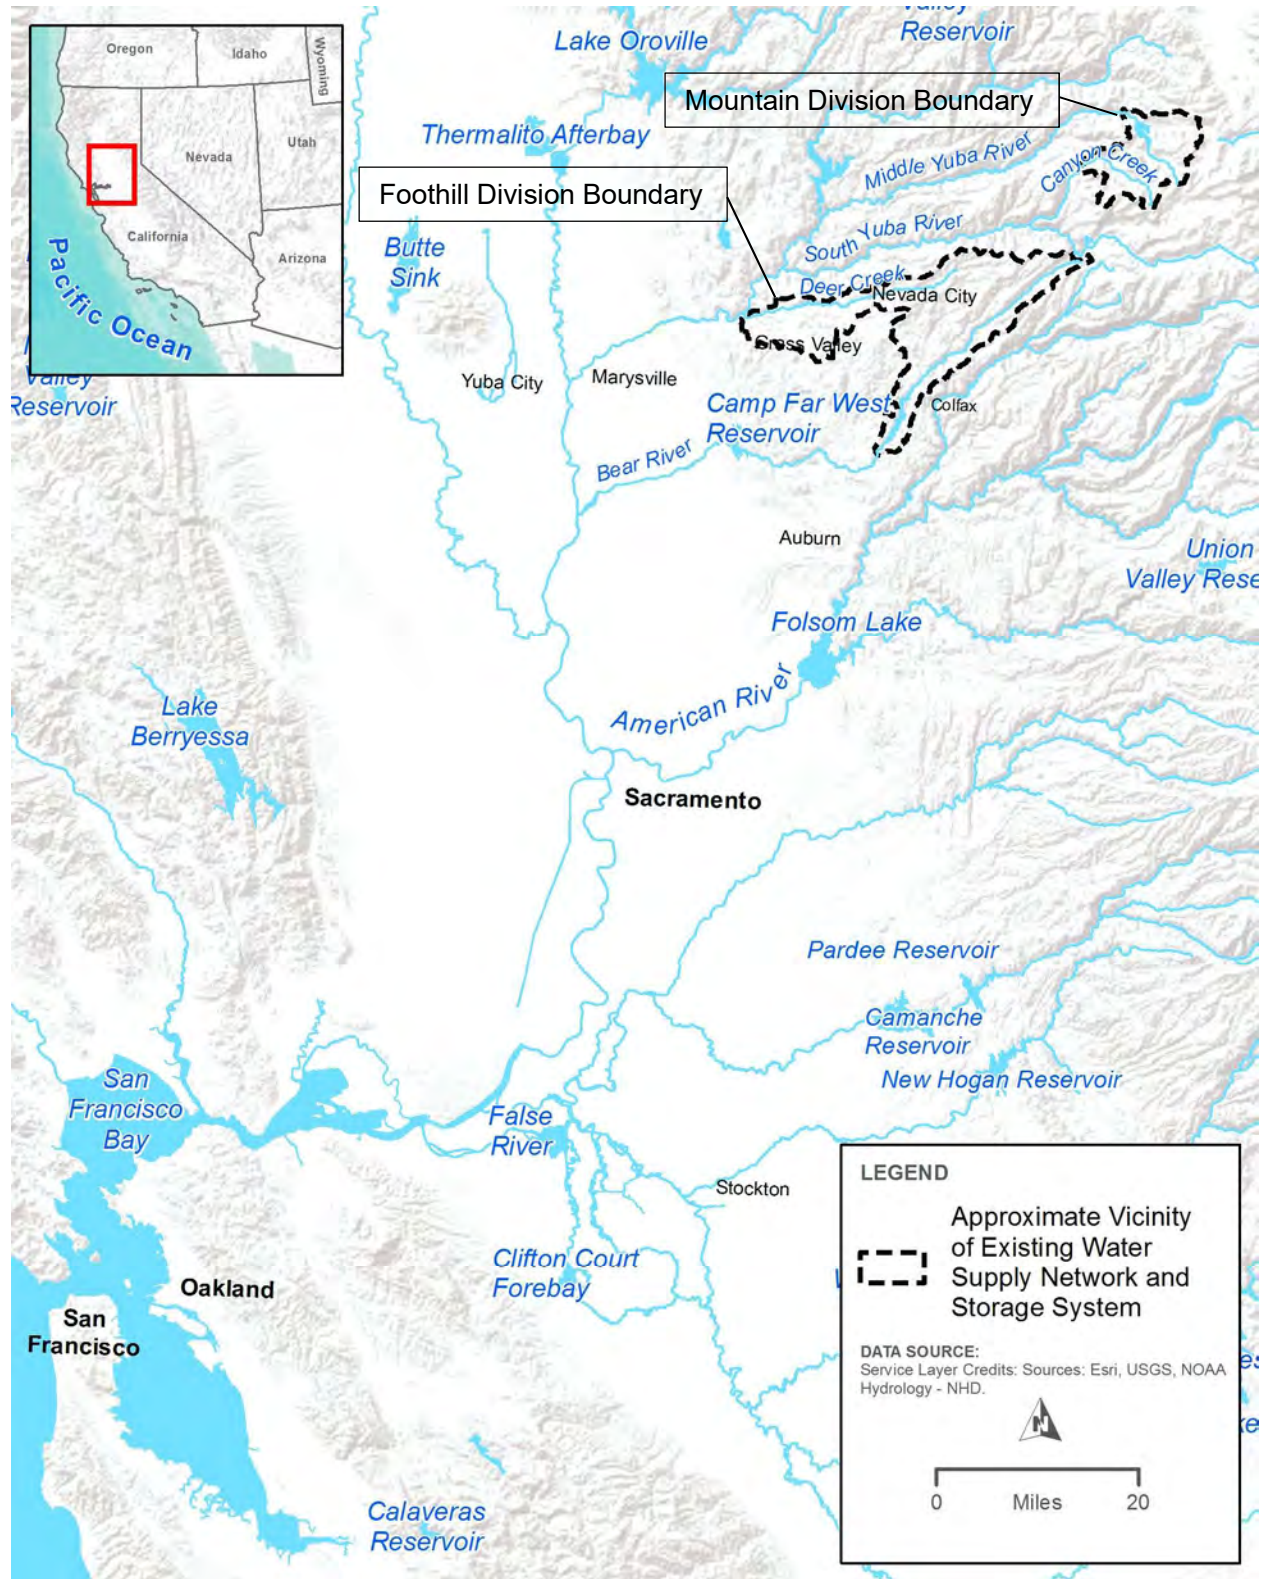 Oregon
Idaho
Wyoming
Nevada
Utah
California
Arizona
Pacific Ocean
Valley
Reservoir
Lake Oroville
Mountain Division Boundary
Thermalito Afterbay
Middle Yuba River
Canyon Creek
Foothill Division Boundary
South Yuba River
Butte
Sink
Deer Creek
Nevada City
Grass Valley
Valley
Reservoir
Yuba City
Marysville
Camp Far West
Reservoir
Colfax
Bear River
Auburn
Union
Valley Rese
Folsom Lake
American River
Lake
Berryessa
Sacramento
Pardee Reservoir
Camanche
Reservoir
New Hogan Reservoir
San
Francisco
Bay
False
River
Stockton
Clifton Court
Forebay
Oakland
San
Francisco
Calaveras
Reservoir
LEGEND
Approximate Vicinity
of Existing Water
Supply Network and
Storage System
DATA SOURCE:
Service Layer Credits: Sources: Esri, USGS, NOAA
Hydrology - NHD.
N
0 Miles 20